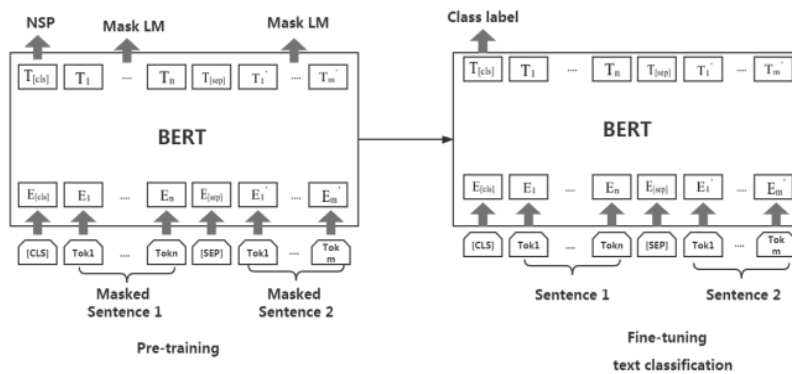 NSP Mask LM Mask LM
T[cls] T1 .... Tn T[sep] T1' .... Tm'
BERT
E[cls] E1 .... En E[sep] E1' .... Em'
[CLS] Tok1 .... Tokn [SEP] Tok1 .... Tok m
Masked Sentence 1
Masked Sentence 2
Pre-training
Class label
T[cls] T1 .... Tn T[sep] T1' .... Tm'
BERT
E[cls] E1 .... En E[sep] E1' .... Em'
[CLS] Tok1 .... Tokn [SEP] Tok1 .... Tok m
Sentence 1 Sentence 2
Fine-tuning
text classification